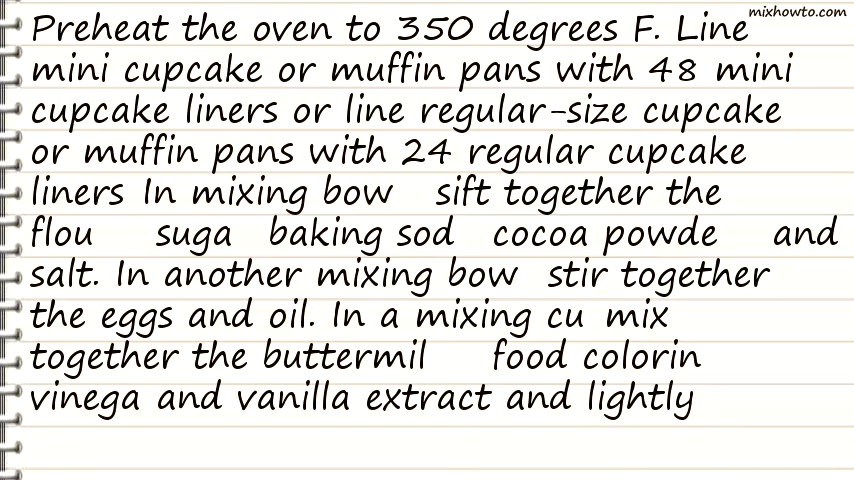 mixhowto.com
Preheat the oven to 350 degrees F. Line
mini cupcake or muffin pans with 48 mini
cupcake liners or line regular-size cupcake
or muffin pans with 24 regular cupcake
liners In mixing bow sift together the
flou suga baking sod cocoa powde and
salt. In another mixing bow stir together
the eggs and oil. In a mixing cu mix
together the buttermil food colorin
vinega and vanilla extract and lightly